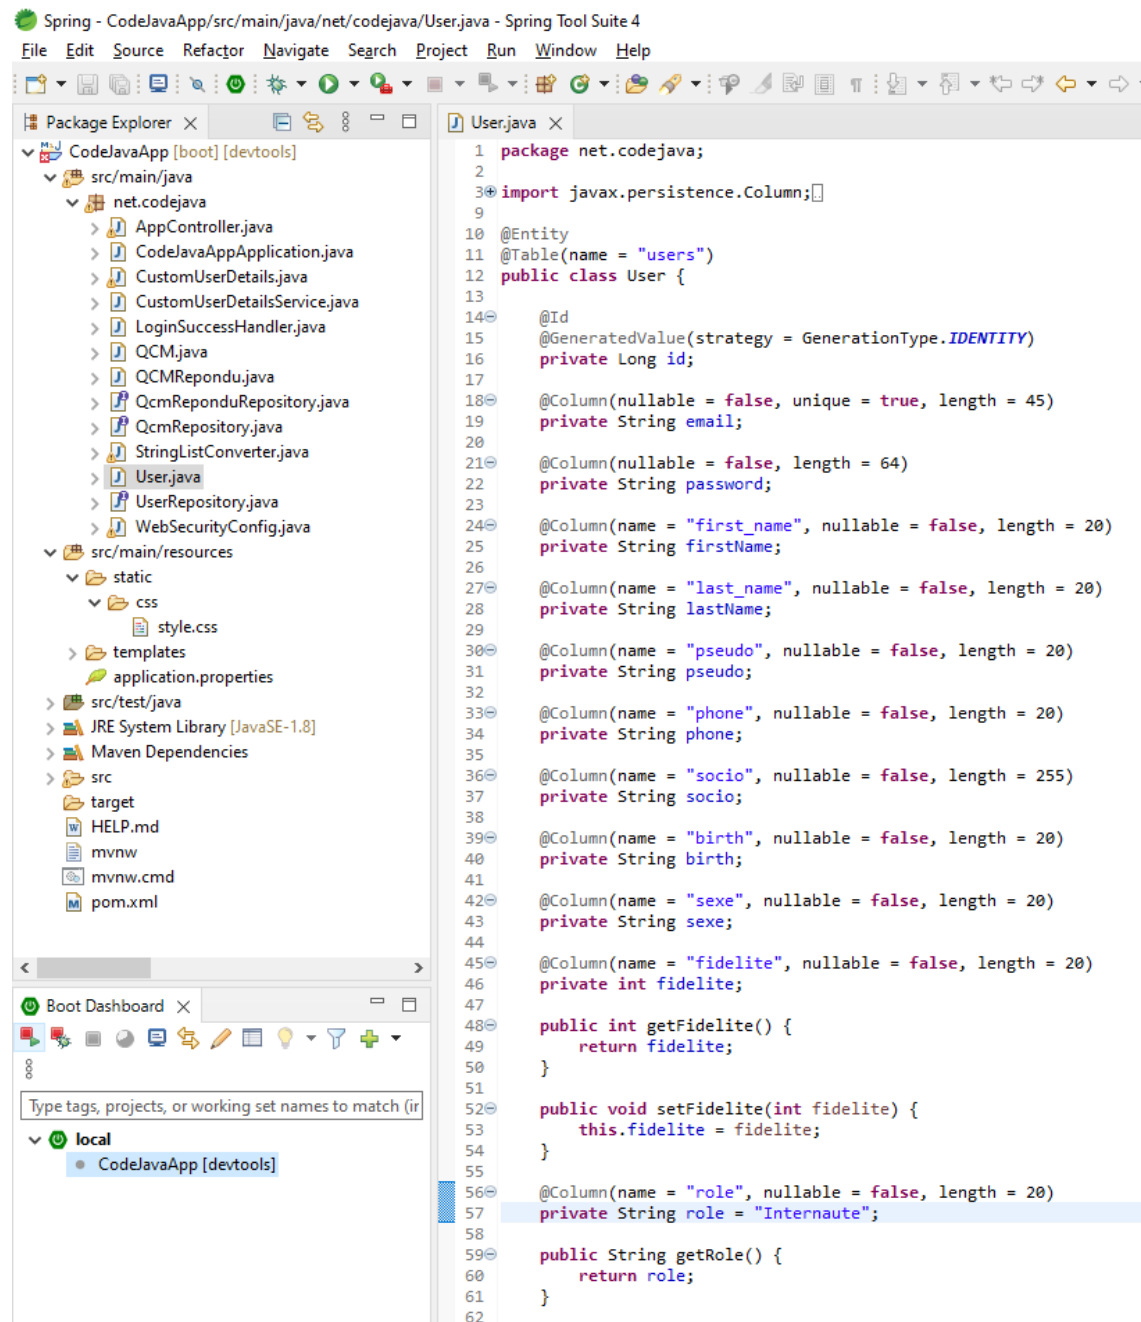 Spring - CodeJavaApp/src/main/java/net/codejava/User.java - Spring Tool Suite 4
File Edit Source Refactor Navigate Search Project Run Window Help
Package Explorer
CodeJavaApp [boot] [devtools]
src/main/java
net.codejava
AppController.java
CodeJavaAppApplication.java
CustomUserDetails.java
CustomUserDetailsService.java
LoginSuccessHandler.java
QCM.java
QCMRepondu.java
QcmReponduRepository.java
QcmRepository.java
StringListConverter.java
User.java
UserRepository.java
WebSecurityConfig.java
src/main/resources
static
css
style.css
templates
application.properties
src/test/java
JRE System Library [JavaSE-1.8]
Maven Dependencies
src
target
HELP.md
mvnw
mvnw.cmd
pom.xml
Boot Dashboard
Type tags, projects, or working set names to match (ir
local
CodeJavaApp [devtools]
User.java
1 package net.codejava;
2
3 import javax.persistence.Column;
9
10 @Entity
11 @Table(name = "users")
12 public class User {
13
14 @Id
15 @GeneratedValue(strategy = GenerationType.IDENTITY)
16 private Long id;
17
18 @Column(nullable = false, unique = true, length = 45)
19 private String email;
20
21 @Column(nullable = false, length = 64)
22 private String password;
23
24 @Column(name = "first_name", nullable = false, length = 20)
25 private String firstName;
26
27 @Column(name = "last_name", nullable = false, length = 20)
28 private String lastName;
29
30 @Column(name = "pseudo", nullable = false, length = 20)
31 private String pseudo;
32
33 @Column(name = "phone", nullable = false, length = 20)
34 private String phone;
35
36 @Column(name = "socio", nullable = false, length = 255)
37 private String socio;
38
39 @Column(name = "birth", nullable = false, length = 20)
40 private String birth;
41
42 @Column(name = "sexe", nullable = false, length = 20)
43 private String sexe;
44
45 @Column(name = "fidelite", nullable = false, length = 20)
46 private int fidelite;
47
48 public int getFidelite() {
49 return fidelite;
50 }
51
52 public void setFidelite(int fidelite) {
53 this.fidelite = fidelite;
54 }
55
56 @Column(name = "role", nullable = false, length = 20)
57 private String role = "Internaute";
58
59 public String getRole() {
60 return role;
61 }
62